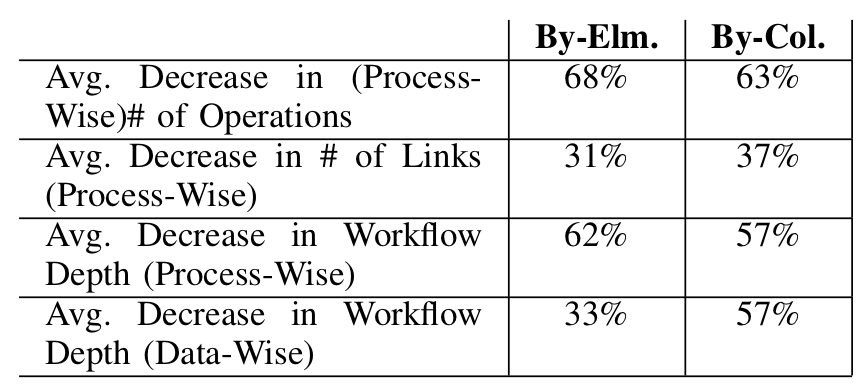 By-Elm. By-Col.
Avg. Decrease in (Process-
Wise)# of Operations
68% 63%
Avg. Decrease in # of Links
(Process-Wise)
31% 37%
Avg. Decrease in Workflow
Depth (Process-Wise)
62% 57%
Avg. Decrease in Workflow
Depth (Data-Wise)
33% 57%